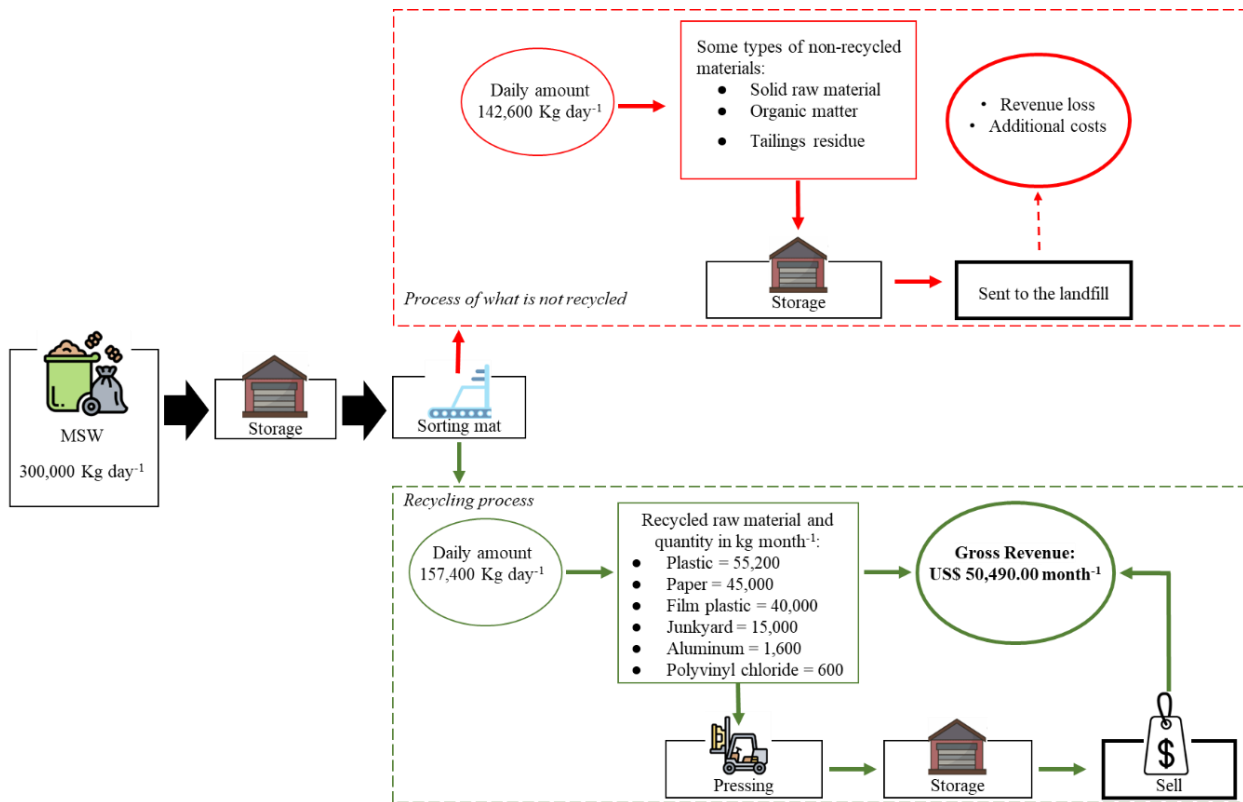 Daily amount
142,600 Kg day⁻¹
Some types of non-recycled
materials:
● Solid raw material
● Organic matter
● Tailings residue
• Revenue loss
• Additional costs
Storage
Sent to the landfill
Process of what is not recycled
MSW
300,000 Kg day⁻¹
Storage
Sorting mat
Recycling process
Daily amount
157,400 Kg day⁻¹
Recycled raw material and
quantity in kg month⁻¹:
● Plastic = 55,200
● Paper = 45,000
● Film plastic = 40,000
● Junkyard = 15,000
● Aluminum = 1,600
● Polyvinyl chloride = 600
Gross Revenue:
US$ 50,490.00 month⁻¹
Pressing
Storage
$
Sell